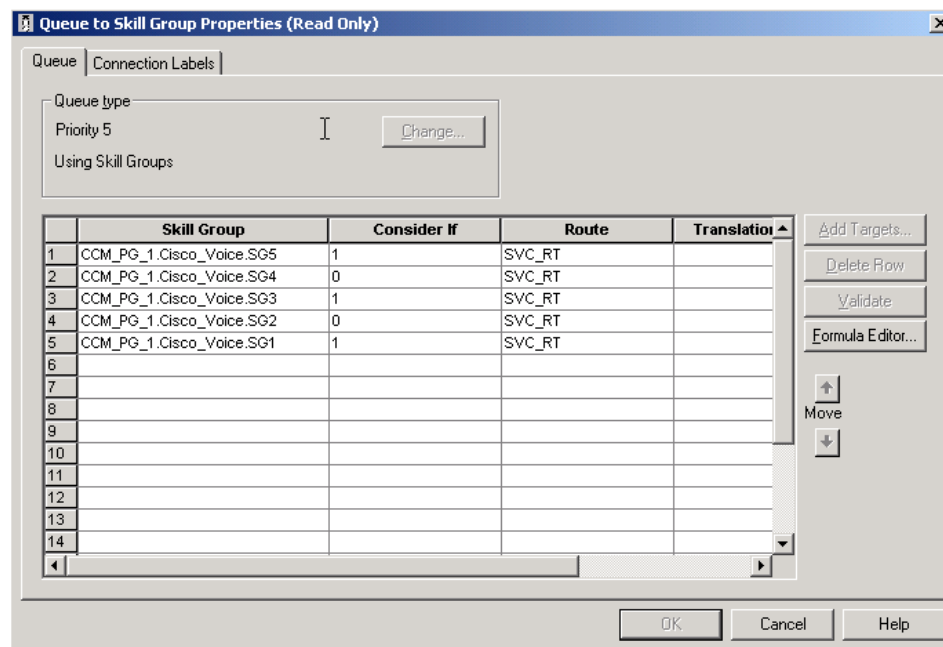 Queue to Skill Group Properties (Read Only)
Queue
Connection Labels
Queue type
Priority 5
Change...
Using Skill Groups
Skill Group Consider If Route Translation
Add Targets...
1 CCM_PG_1.Cisco_Voice.SG5 1 SVC_RT
2 CCM_PG_1.Cisco_Voice.SG4 0 SVC_RT
Delete Row
3 CCM_PG_1.Cisco_Voice.SG3 1 SVC_RT
Validate
4 CCM_PG_1.Cisco_Voice.SG2 0 SVC_RT
5 CCM_PG_1.Cisco_Voice.SG1 1 SVC_RT
Formula Editor...
6
7
8
Move
9
10
11
12
13
14
OK Cancel Help